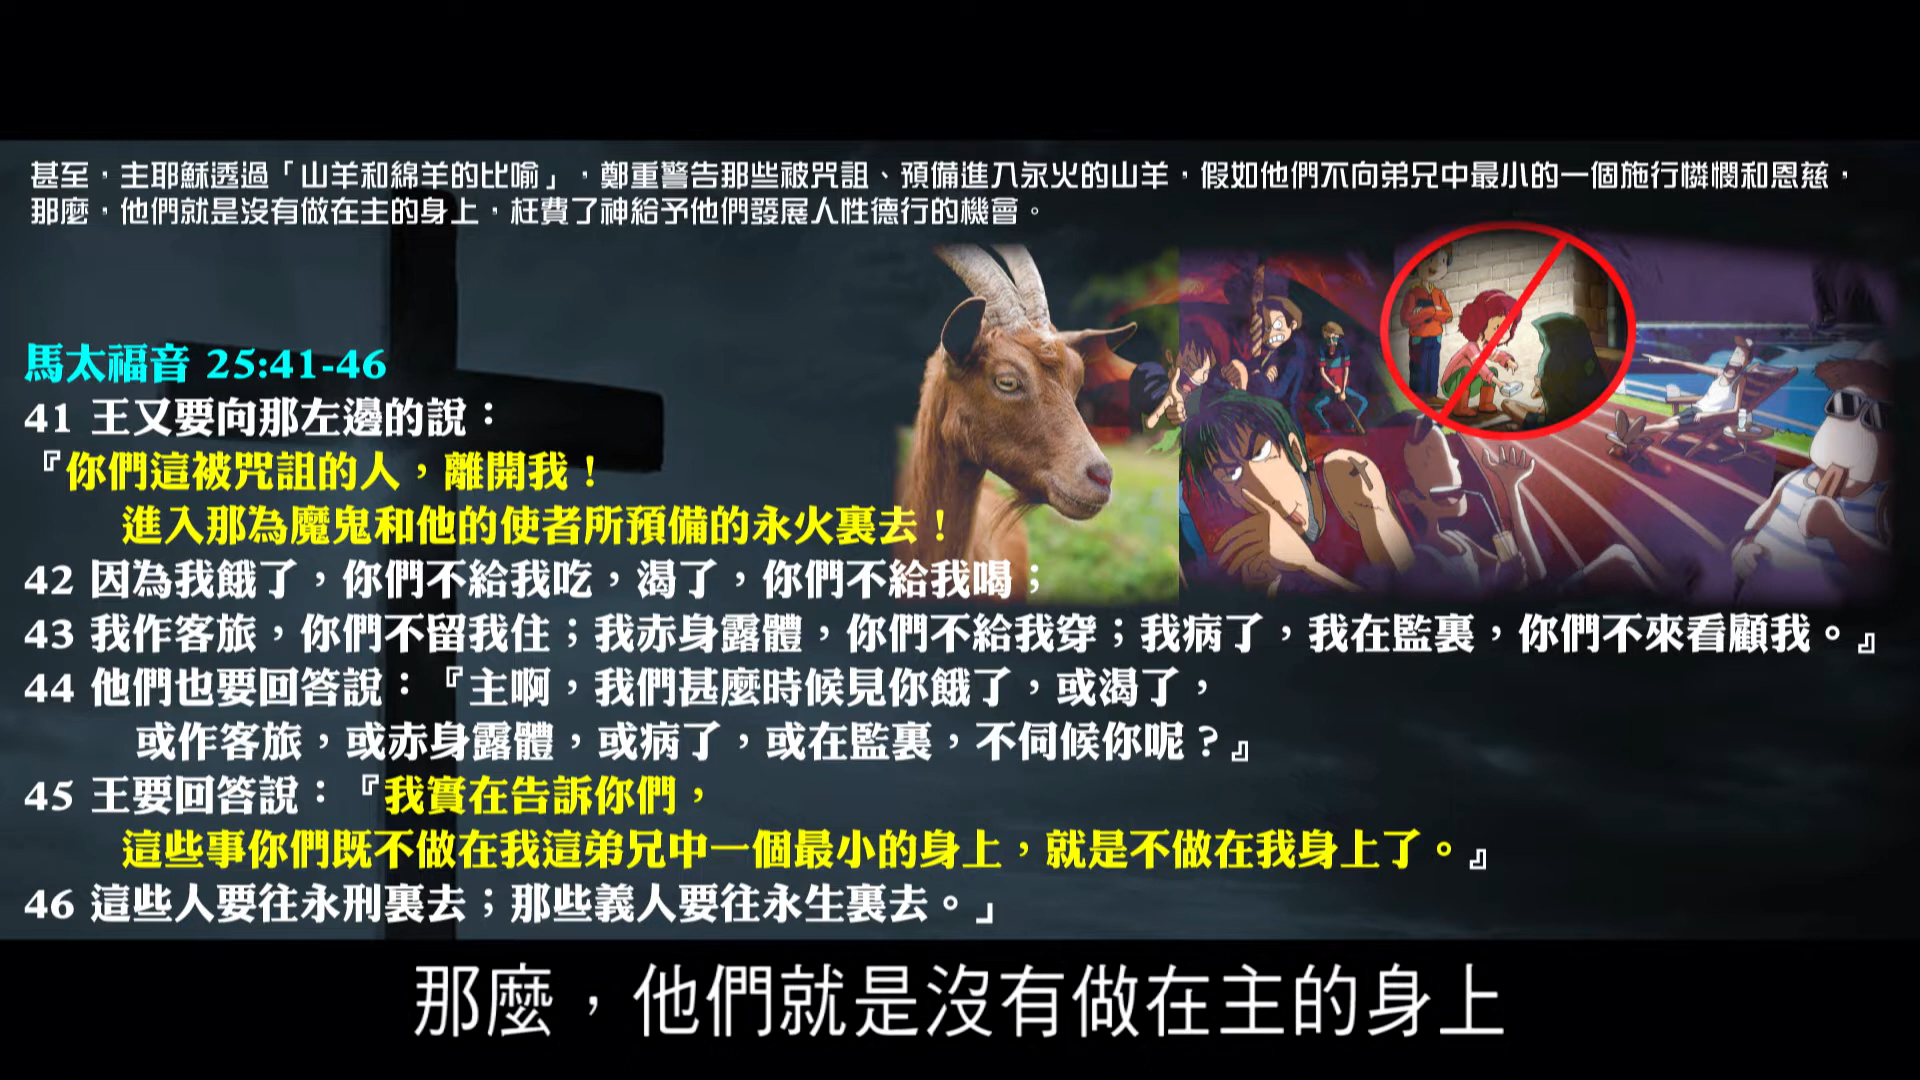 甚至，主耶穌透過「山羊和綿羊的比喻」，鄭重警告那些被咒詛、預備進入永火的山羊，假如他們不向弟兄中最小的一個施行憐憫和恩慈，
那麼，他們就是沒有做在主的身上，枉費了神給予他們發展人性德行的機會。
馬太福音 25:41-46
41 王又要向那左邊的說：
『你們這被咒詛的人，離開我！
進入那為魔鬼和他的使者所預備的永火裏去！
42 因為我餓了，你們不給我吃，渴了，你們不給我喝；
43 我作客旅，你們不留我住；我赤身露體，你們不給我穿；我病了，我在監裏，你們不來看顧我。』
44 他們也要回答說：『主啊，我們甚麼時候見你餓了，或渴了，
或作客旅，或赤身露體，或病了，或在監裏，不伺候你呢？』
45 王要回答說：『我實在告訴你們，
這些事你們既不做在我這弟兄中一個最小的身上，就是不做在我身上了。』
46 這些人要往永刑裏去；那些義人要往永生裏去。」
那麼，他們就是沒有做在主的身上